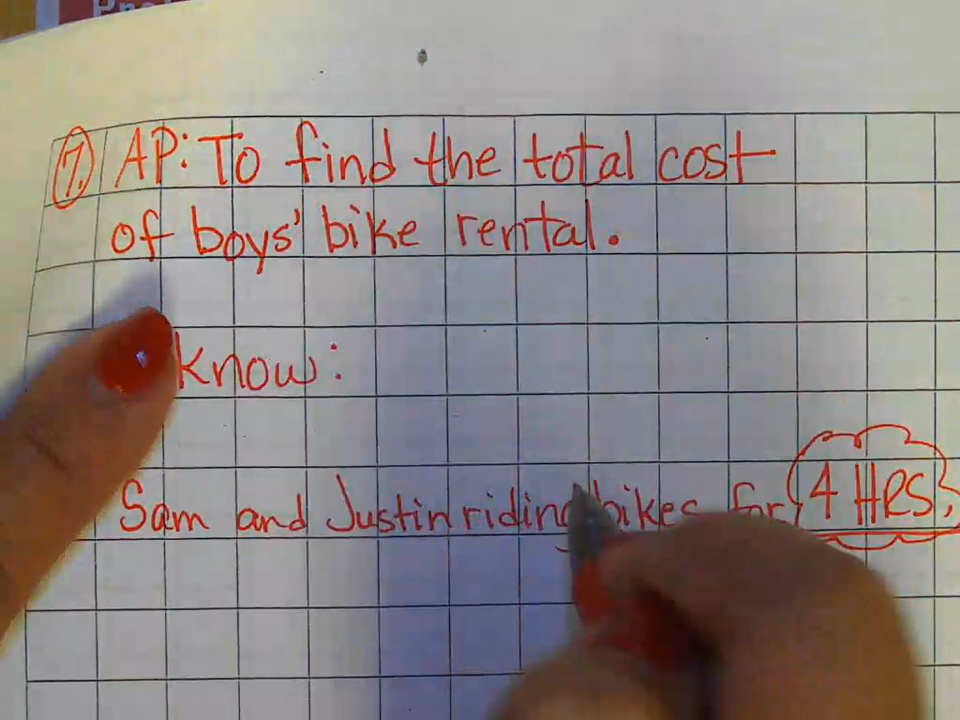 7. AP: To find the total cost
of boys' bike rental.
know:
Sam and Justin riding bikes for 4 HRS,